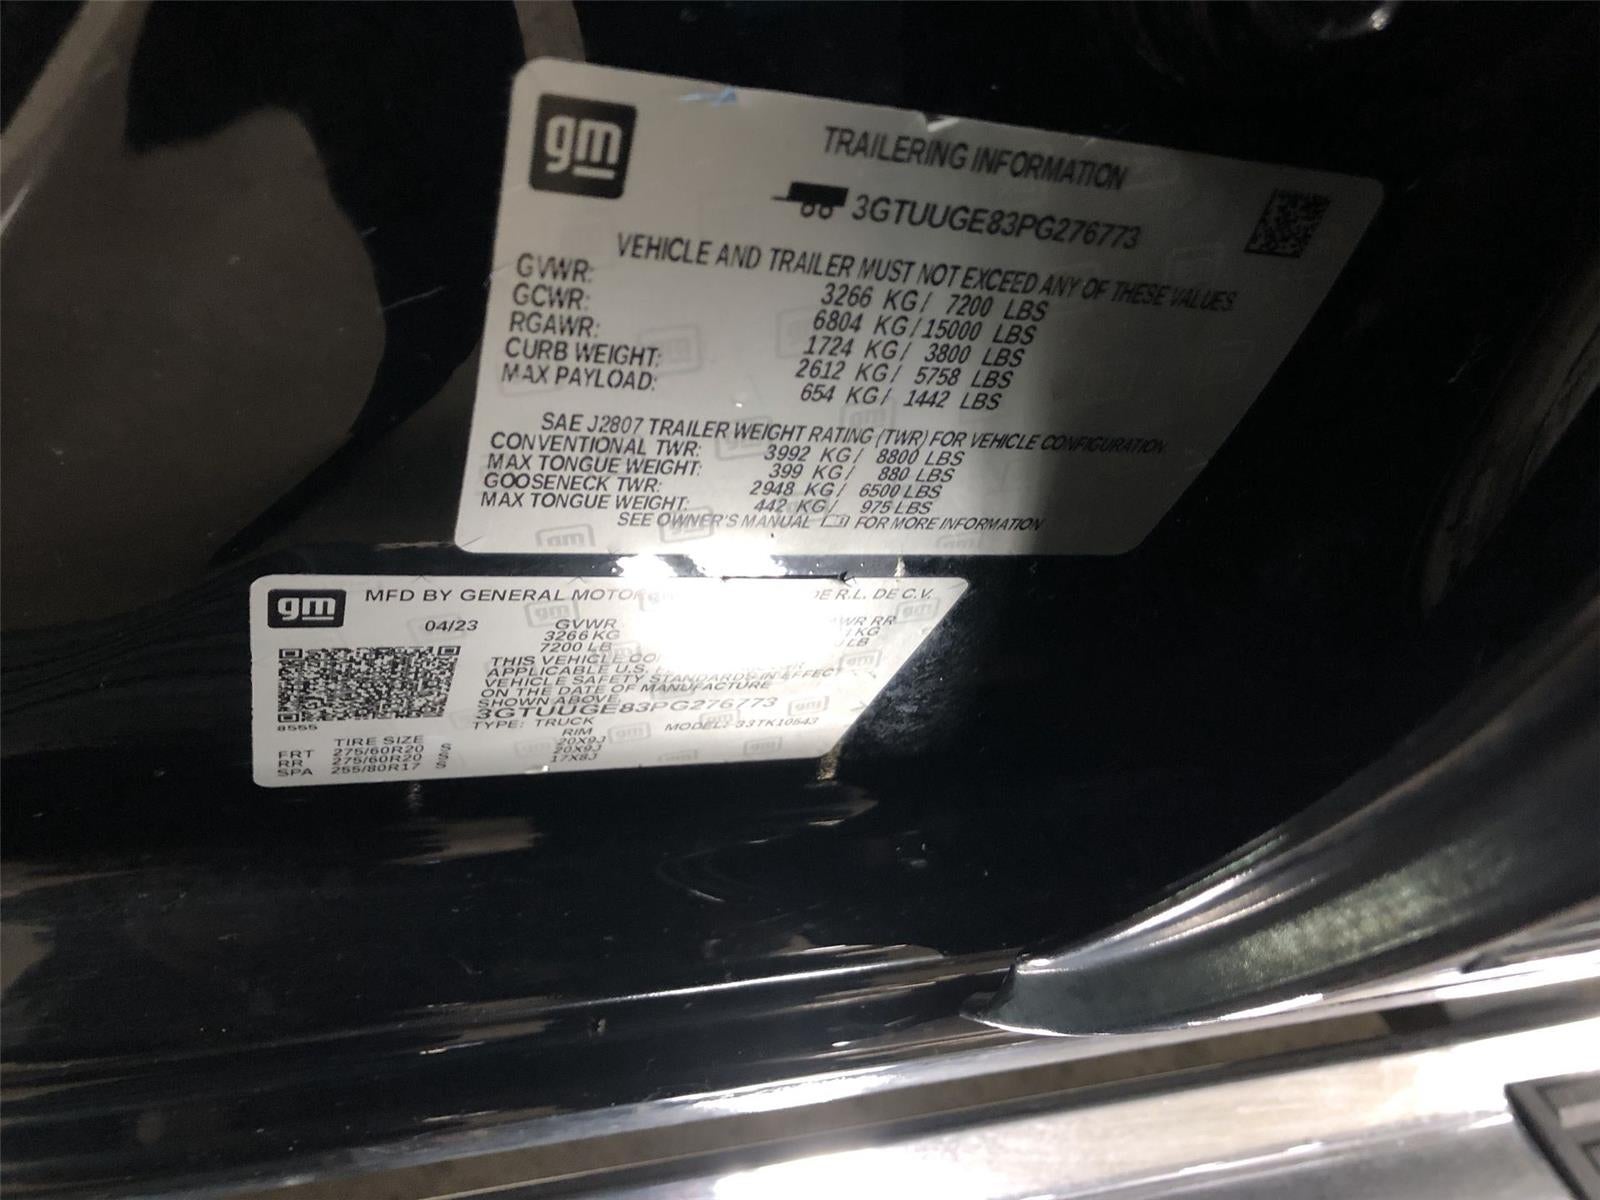 gm
TRAILERING INFORMATION
3GTUUGE83PG276773
VEHICLE AND TRAILER MUST NOT EXCEED ANY OF THESE VALUES
GVWR: 3266 KG/ 7200 LBS
GCWR: 6804 KG/15000 LBS
RGAWR: 1724 KG/ 3800 LBS
CURB WEIGHT: 2612 KG/ 5758 LBS
MAX PAYLOAD: 654 KG/ 1442 LBS
SAE J2807 TRAILER WEIGHT RATING (TWR) FOR VEHICLE CONFIGURATION
CONVENTIONAL TWR: 3992 KG/ 8800 LBS
MAX TONGUE WEIGHT: 399 KG/ 880 LBS
GOOSENECK TWR: 2948 KG/ 6500 LBS
MAX TONGUE WEIGHT: 442 KG/ 975 LBS
SEE OWNER'S MANUAL FOR MORE INFORMATION
gm
MFD BY GENERAL DE R.L. DE C.V.
04/23 GVWR RR
3266 KG KG
7200 LB LB
THIS VEHICLE
APPLICABLE U.S.
VEHICLE SAFETY STANDARDS IN EFFECT
ON THE DATE OF MANUFACTURE
SHOWN ABOVE.
3GTUUGE83PG276773
TYPE: TRUCK MODEL: 33TK10543
8555
TIRE SIZE RIM
FRT 275/60R20 S 20X9J
RR 275/60R20 S 20X9J
SPA 255/80R17 S 17X8J